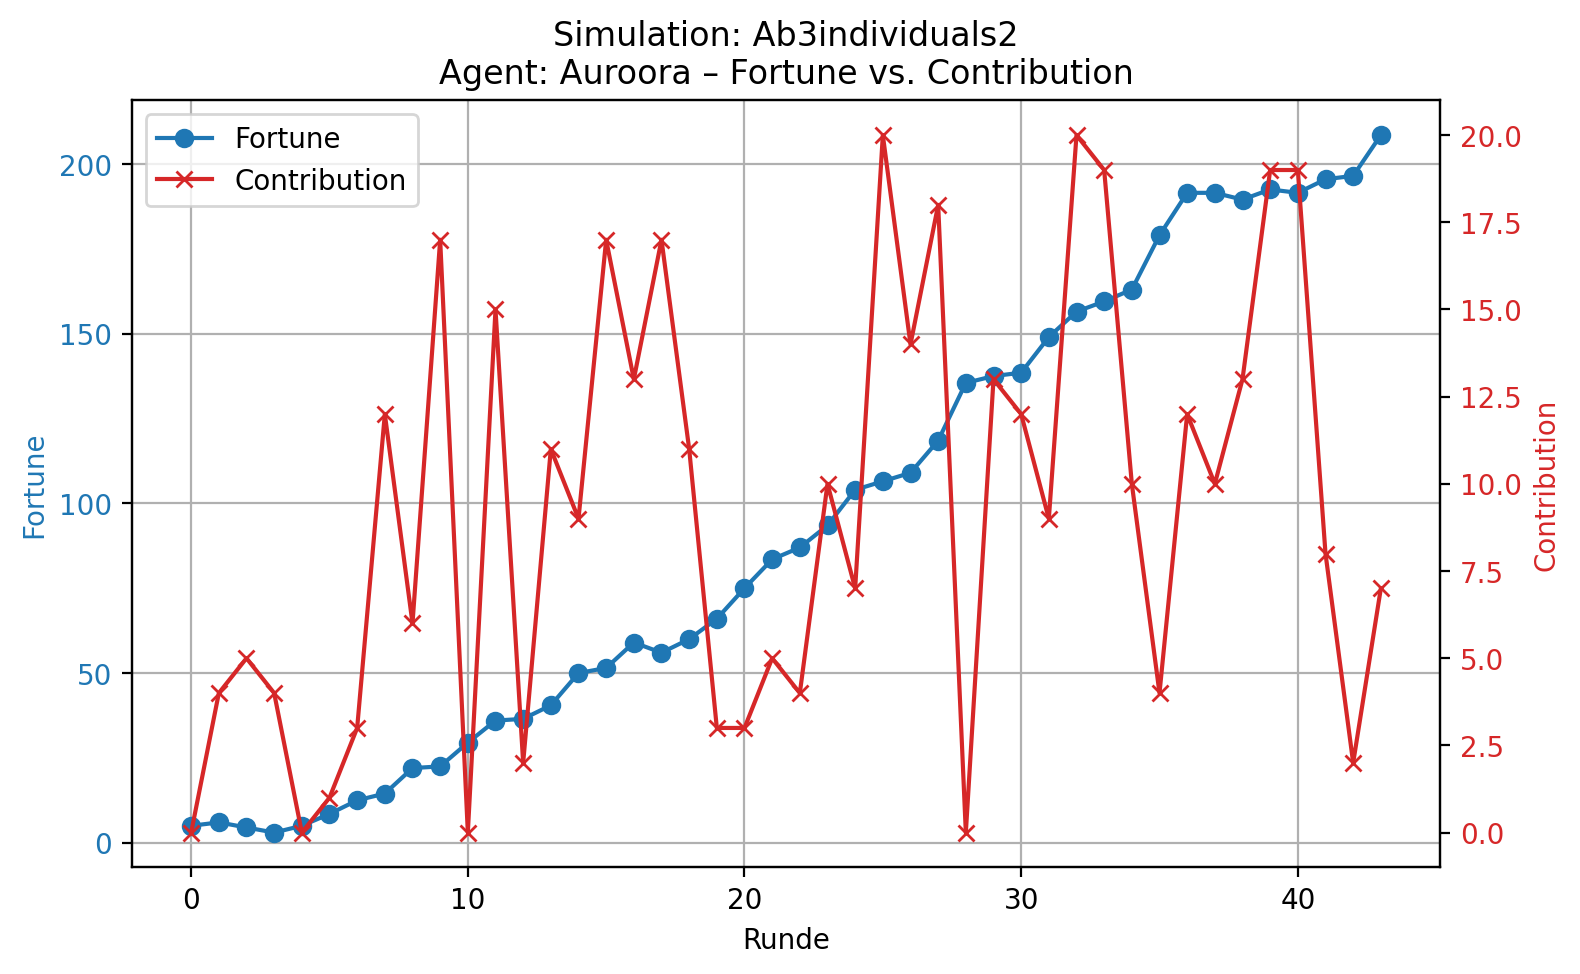 Simulation: Ab3individuals2
Agent: Auroora – Fortune vs. Contribution
Fortune
Contribution
200
150
100
50
0
Fortune
20.0
17.5
15.0
12.5
10.0
7.5
5.0
2.5
0.0
Contribution
0 10 20 30 40
Runde